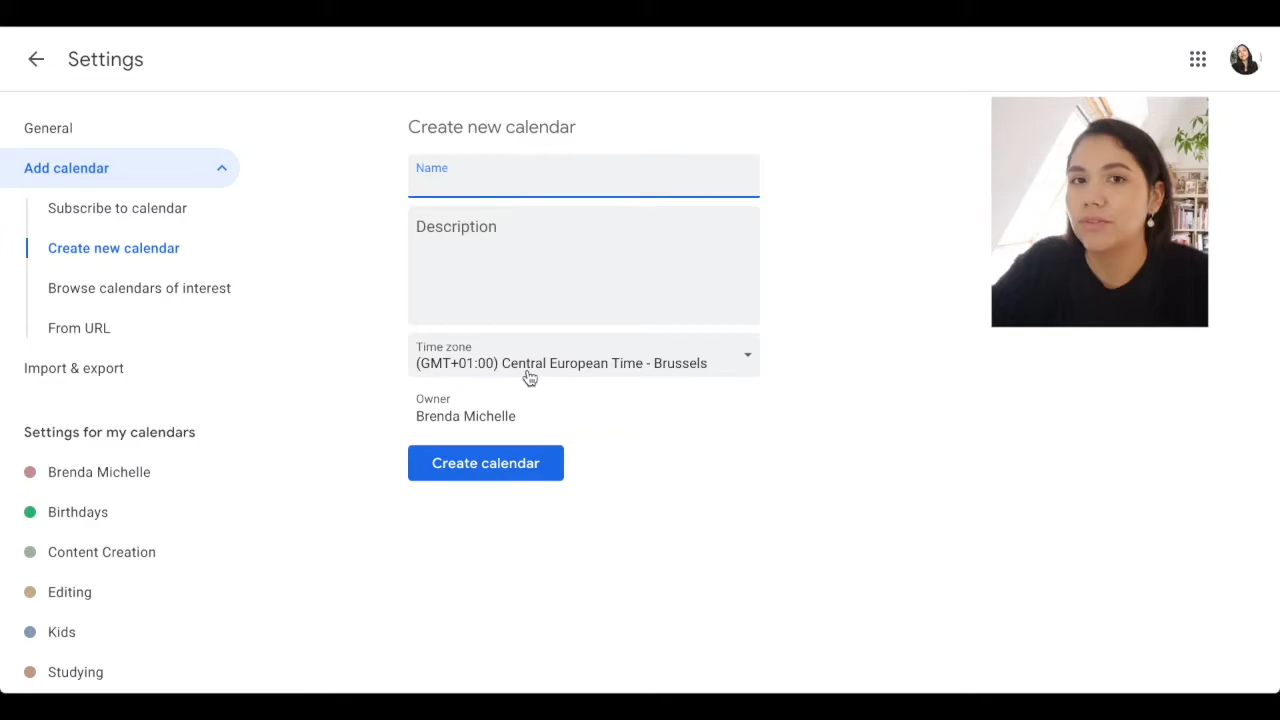 Settings
General
Add calendar
Subscribe to calendar
Create new calendar
Browse calendars of interest
From URL
Import & export
Settings for my calendars
Brenda Michelle
Birthdays
Content Creation
Editing
Kids
Studying
Create new calendar
Name
Description
Time zone
(GMT+01:00) Central European Time - Brussels
Owner
Brenda Michelle
Create calendar